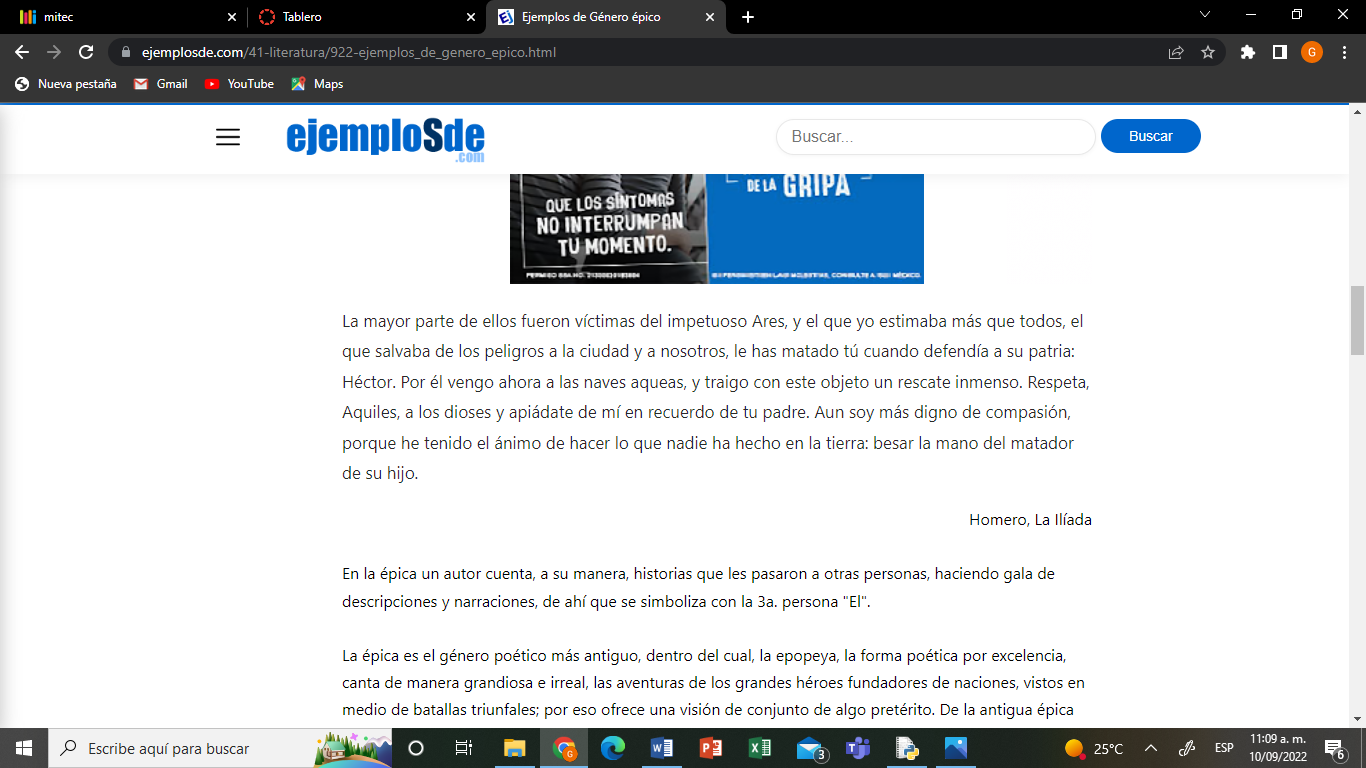 mitec
Tablero
Ejemplos de Género épico
ejemplosde.com/41-literatura/922-ejemplos_de_genero_epico.html
G
Nueva pestaña
Gmail
YouTube
Maps
ejemploSde
.com
Buscar...
Buscar
QUE LOS SÍNTOMAS
NO INTERRUMPAN
TU MOMENTO.
DE LA GRIPA
La mayor parte de ellos fueron víctimas del impetuoso Ares, y el que yo estimaba más que todos, el
que salvaba de los peligros a la ciudad y a nosotros, le has matado tú cuando defendía a su patria:
Héctor. Por él vengo ahora a las naves aqueas, y traigo con este objeto un rescate inmenso. Respeta,
Aquiles, a los dioses y apiádate de mí en recuerdo de tu padre. Aun soy más digno de compasión,
porque he tenido el ánimo de hacer lo que nadie ha hecho en la tierra: besar la mano del matador
de su hijo.
Homero, La Ilíada
En la épica un autor cuenta, a su manera, historias que les pasaron a otras personas, haciendo gala de
descripciones y narraciones, de ahí que se simboliza con la 3a. persona "El".
La épica es el género poético más antiguo, dentro del cual, la epopeya, la forma poética por excelencia,
canta de manera grandiosa e irreal, las aventuras de los grandes héroes fundadores de naciones, vistos en
medio de batallas triunfales; por eso ofrece una visión de conjunto de algo pretérito. De la antigua épica
Escribe aquí para buscar
3
25°C
ESP
11:09 a. m.
10/09/2022
6